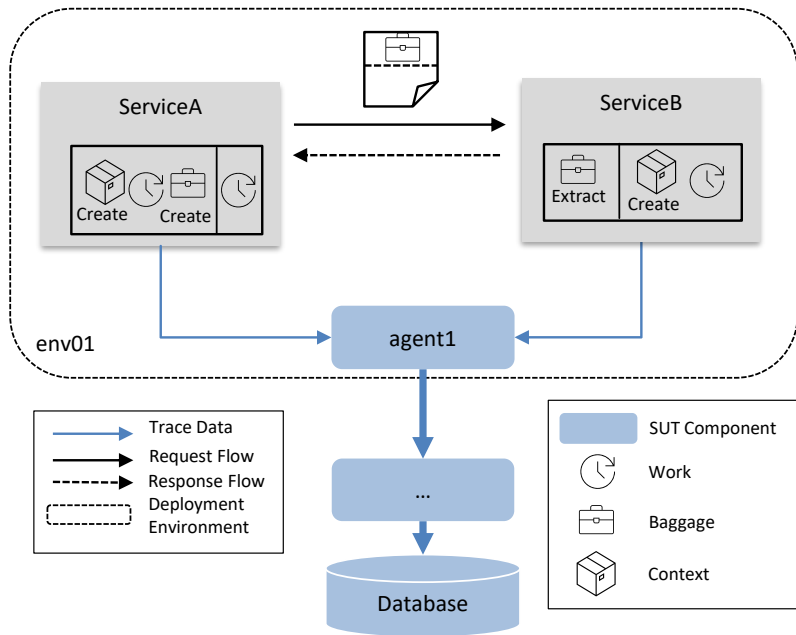 ServiceA
ServiceB
Create
Create
Extract
Create
env01
agent1
Trace Data
Request Flow
Response Flow
Deployment
Environment
...
Database
SUT Component
Work
Baggage
Context